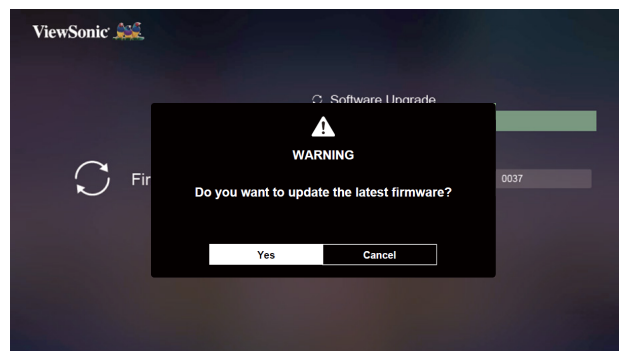 ViewSonic
Software Upgrade
WARNING
Fir
0037
Do you want to update the latest firmware?
Yes
Cancel